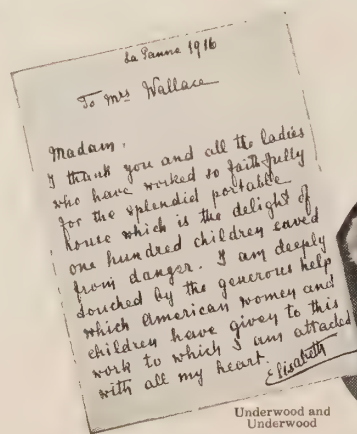 La Panne 1916
To Mrs Wallace
Madam,
I thank you and all the ladies
who have worked so faithfully
for the splendid portable
house which is the delight of
one hundred children saved
from danger. I am deeply
touched by the generous help
which American women and
children have given to this
work to which I am attached
with all my heart.
Elisabeth
Underwood and
Underwood